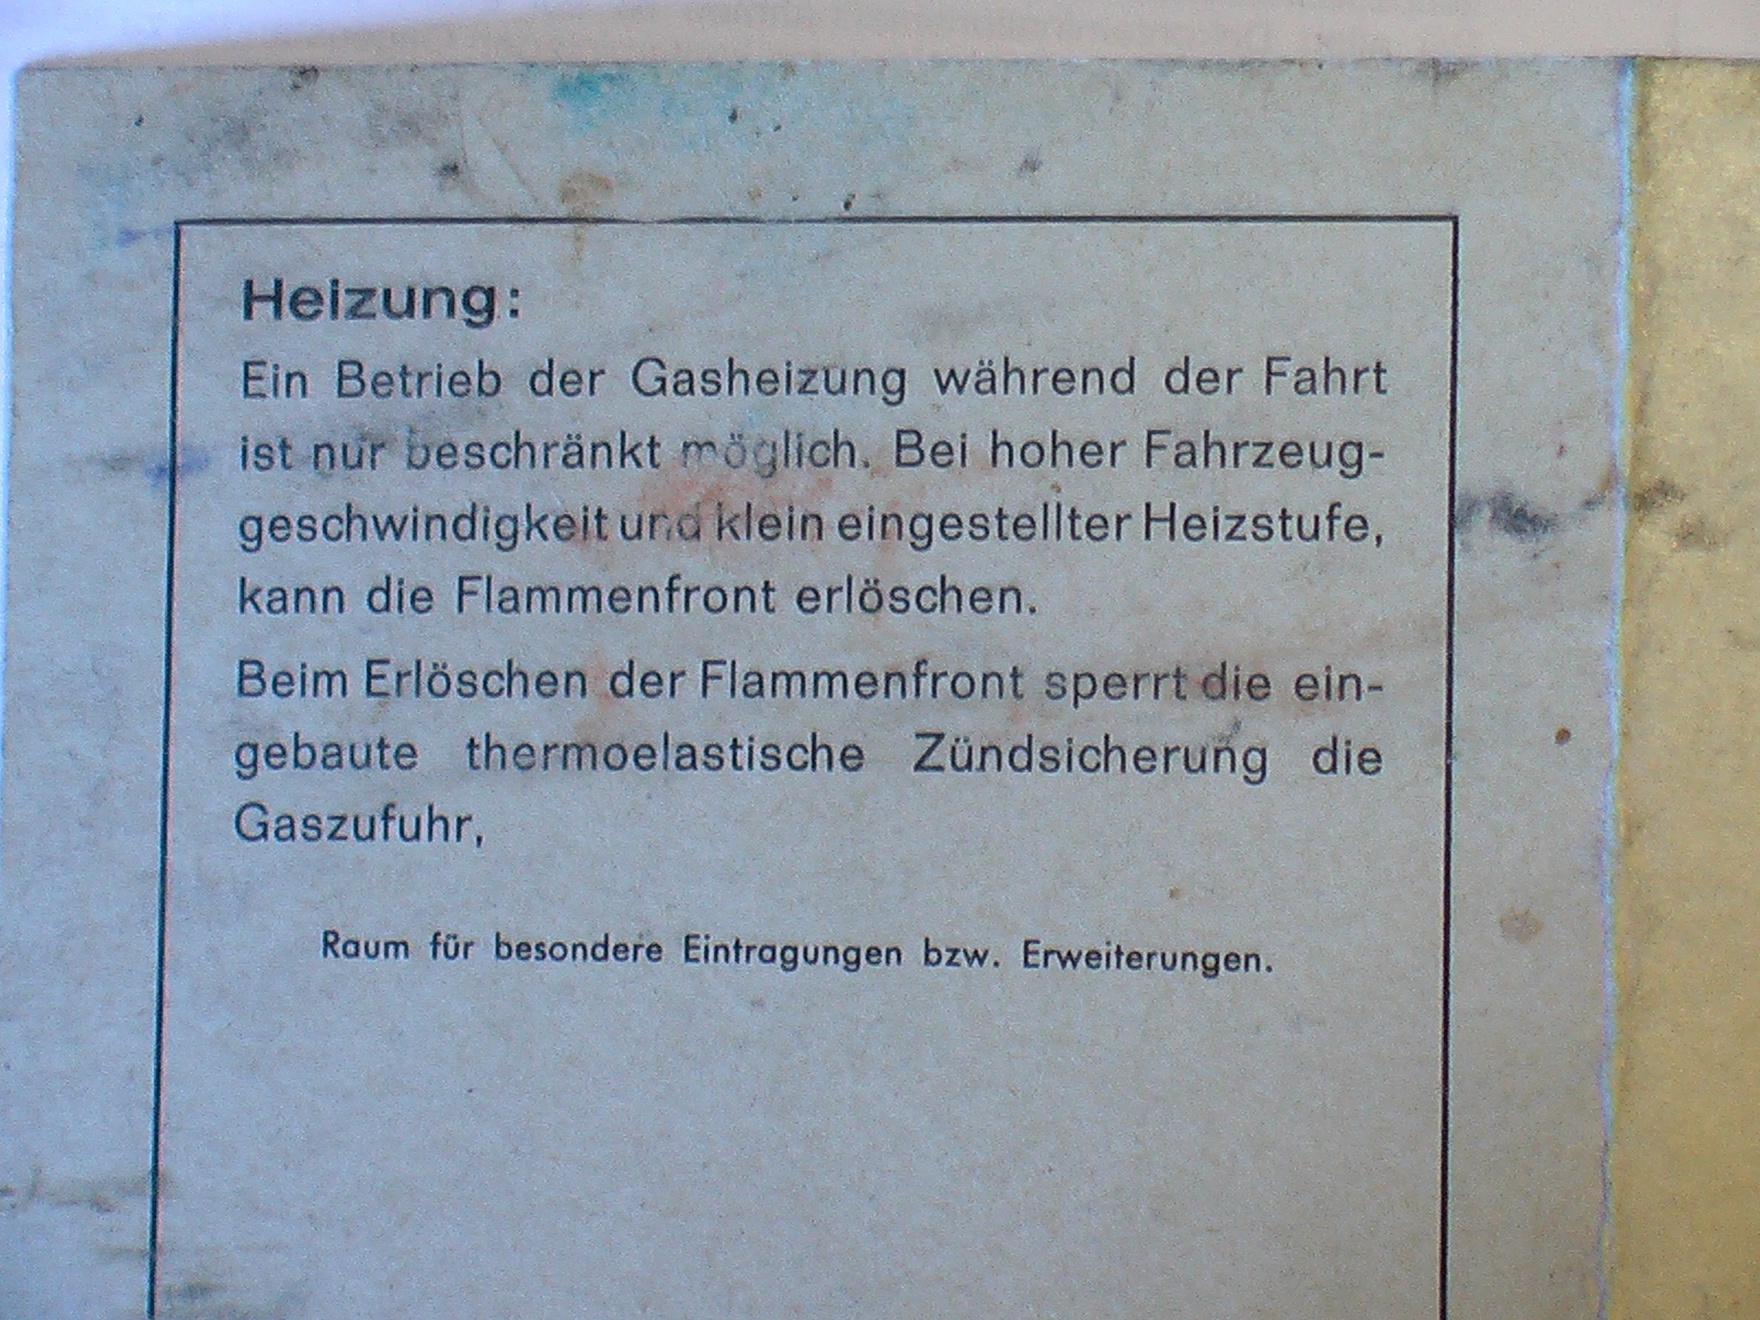 Heizung:
Ein Betrieb der Gasheizung während der Fahrt
ist nur beschränkt möglich. Bei hoher Fahrzeug-
geschwindigkeit und klein eingestellter Heizstufe,
kann die Flammenfront erlöschen.
Beim Erlöschen der Flammenfront sperrt die ein-
gebaute thermoelastische Zündsicherung die
Gaszufuhr,
Raum für besondere Eintragungen bzw. Erweiterungen.